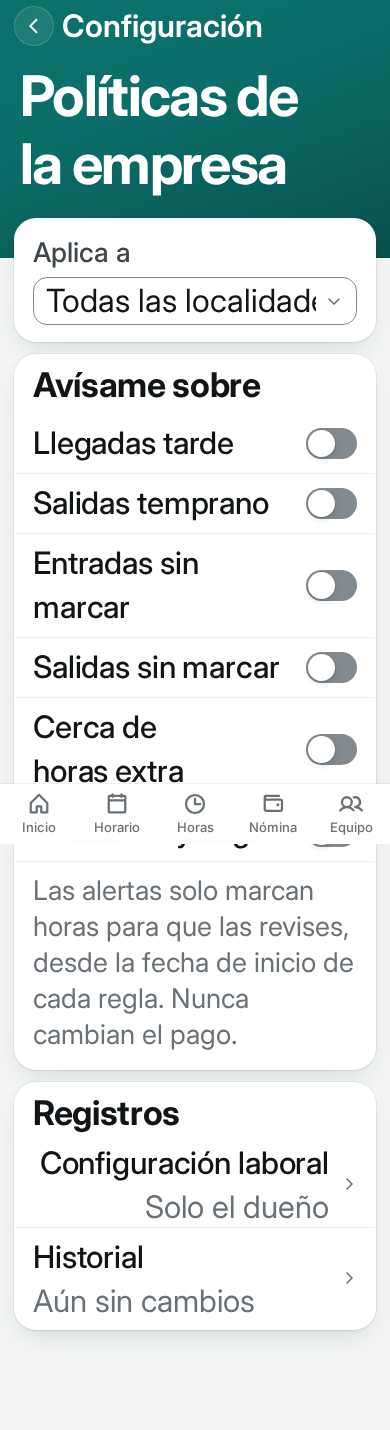 Configuración
Políticas de
la empresa
Aplica a
Todas las
Avísame sobre
Llegadas tarde
Salidas temprano
Entradas sin
marcar
Salidas sin marcar
Cerca de
horas extra
Inicio
Horario
Horas
Nómina
Equipo
Las alertas solo marcan
horas para que las revises,
desde la fecha de inicio de
cada regla. Nunca
cambian el pago.
Registros
Configuración laboral
Solo el dueño
Historial
Aún sin cambios